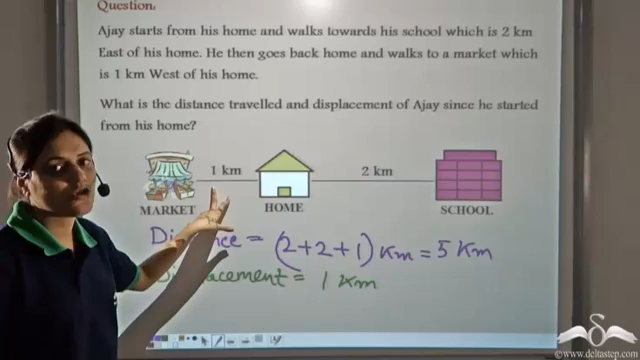 Question:
Ajay starts from his home and walks towards his school which is 2 km
East of his home. He then goes back home and walks to a market which
is 1 km West of his home.
What is the distance travelled and displacement of Ajay since he started
from his home?
1 km
2 km
MARKET
HOME
SCHOOL
= (2+2+1) Km = 5 Km
= 1 Km
©www.deltastep.com